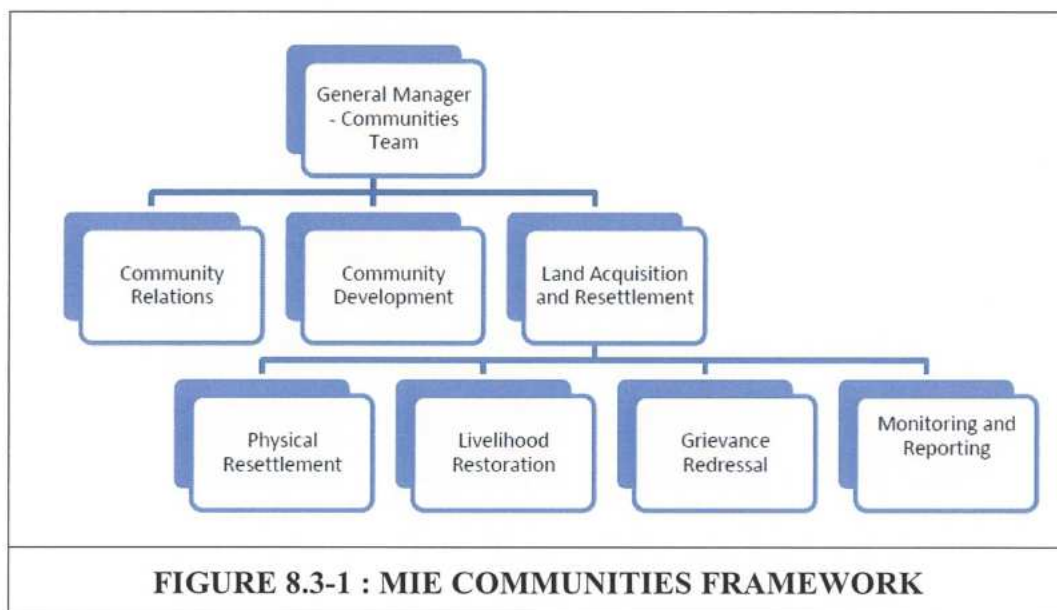 General Manager
- Communities
Team
Community
Relations
Community
Development
Land Acquisition
and Resettlement
Physical
Resettlement
Livelihood
Restoration
Grievance
Redressal
Monitoring and
Reporting
FIGURE 8.3-1 : MIE COMMUNITIES FRAMEWORK